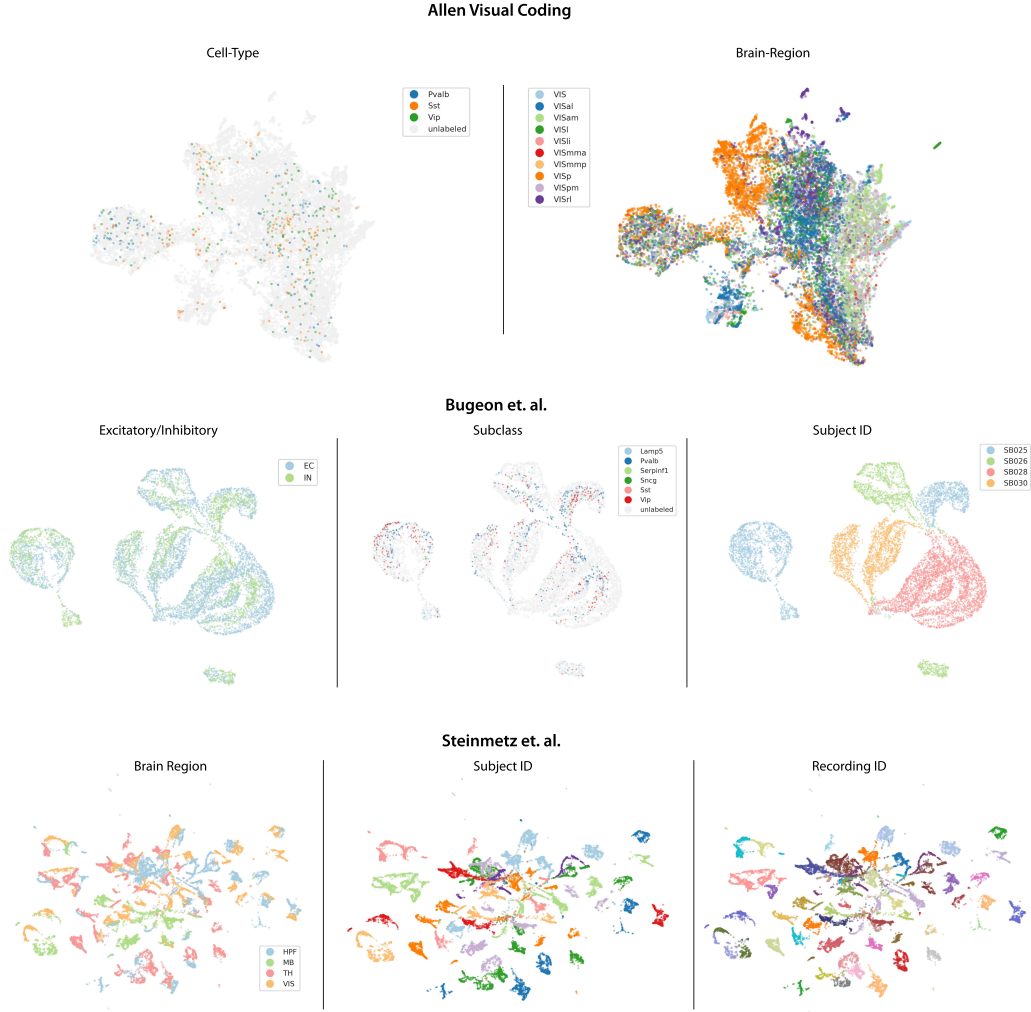 Allen Visual Coding
Cell-Type
Brain-Region
Pvalb
Sst
Vip
unlabeled
VIS
VISal
VISam
VISl
VISli
VISmma
VISmmp
VISp
VISpm
VISrl
Bugeon et. al.
Excitatory/Inhibitory
Subclass
Subject ID
EC
IN
Lamp5
Pvalb
Serpinf1
Sncg
Sst
Vip
unlabeled
SB025
SB026
SB028
SB030
Steinmetz et. al.
Brain Region
Subject ID
Recording ID
HPF
MB
TH
VIS